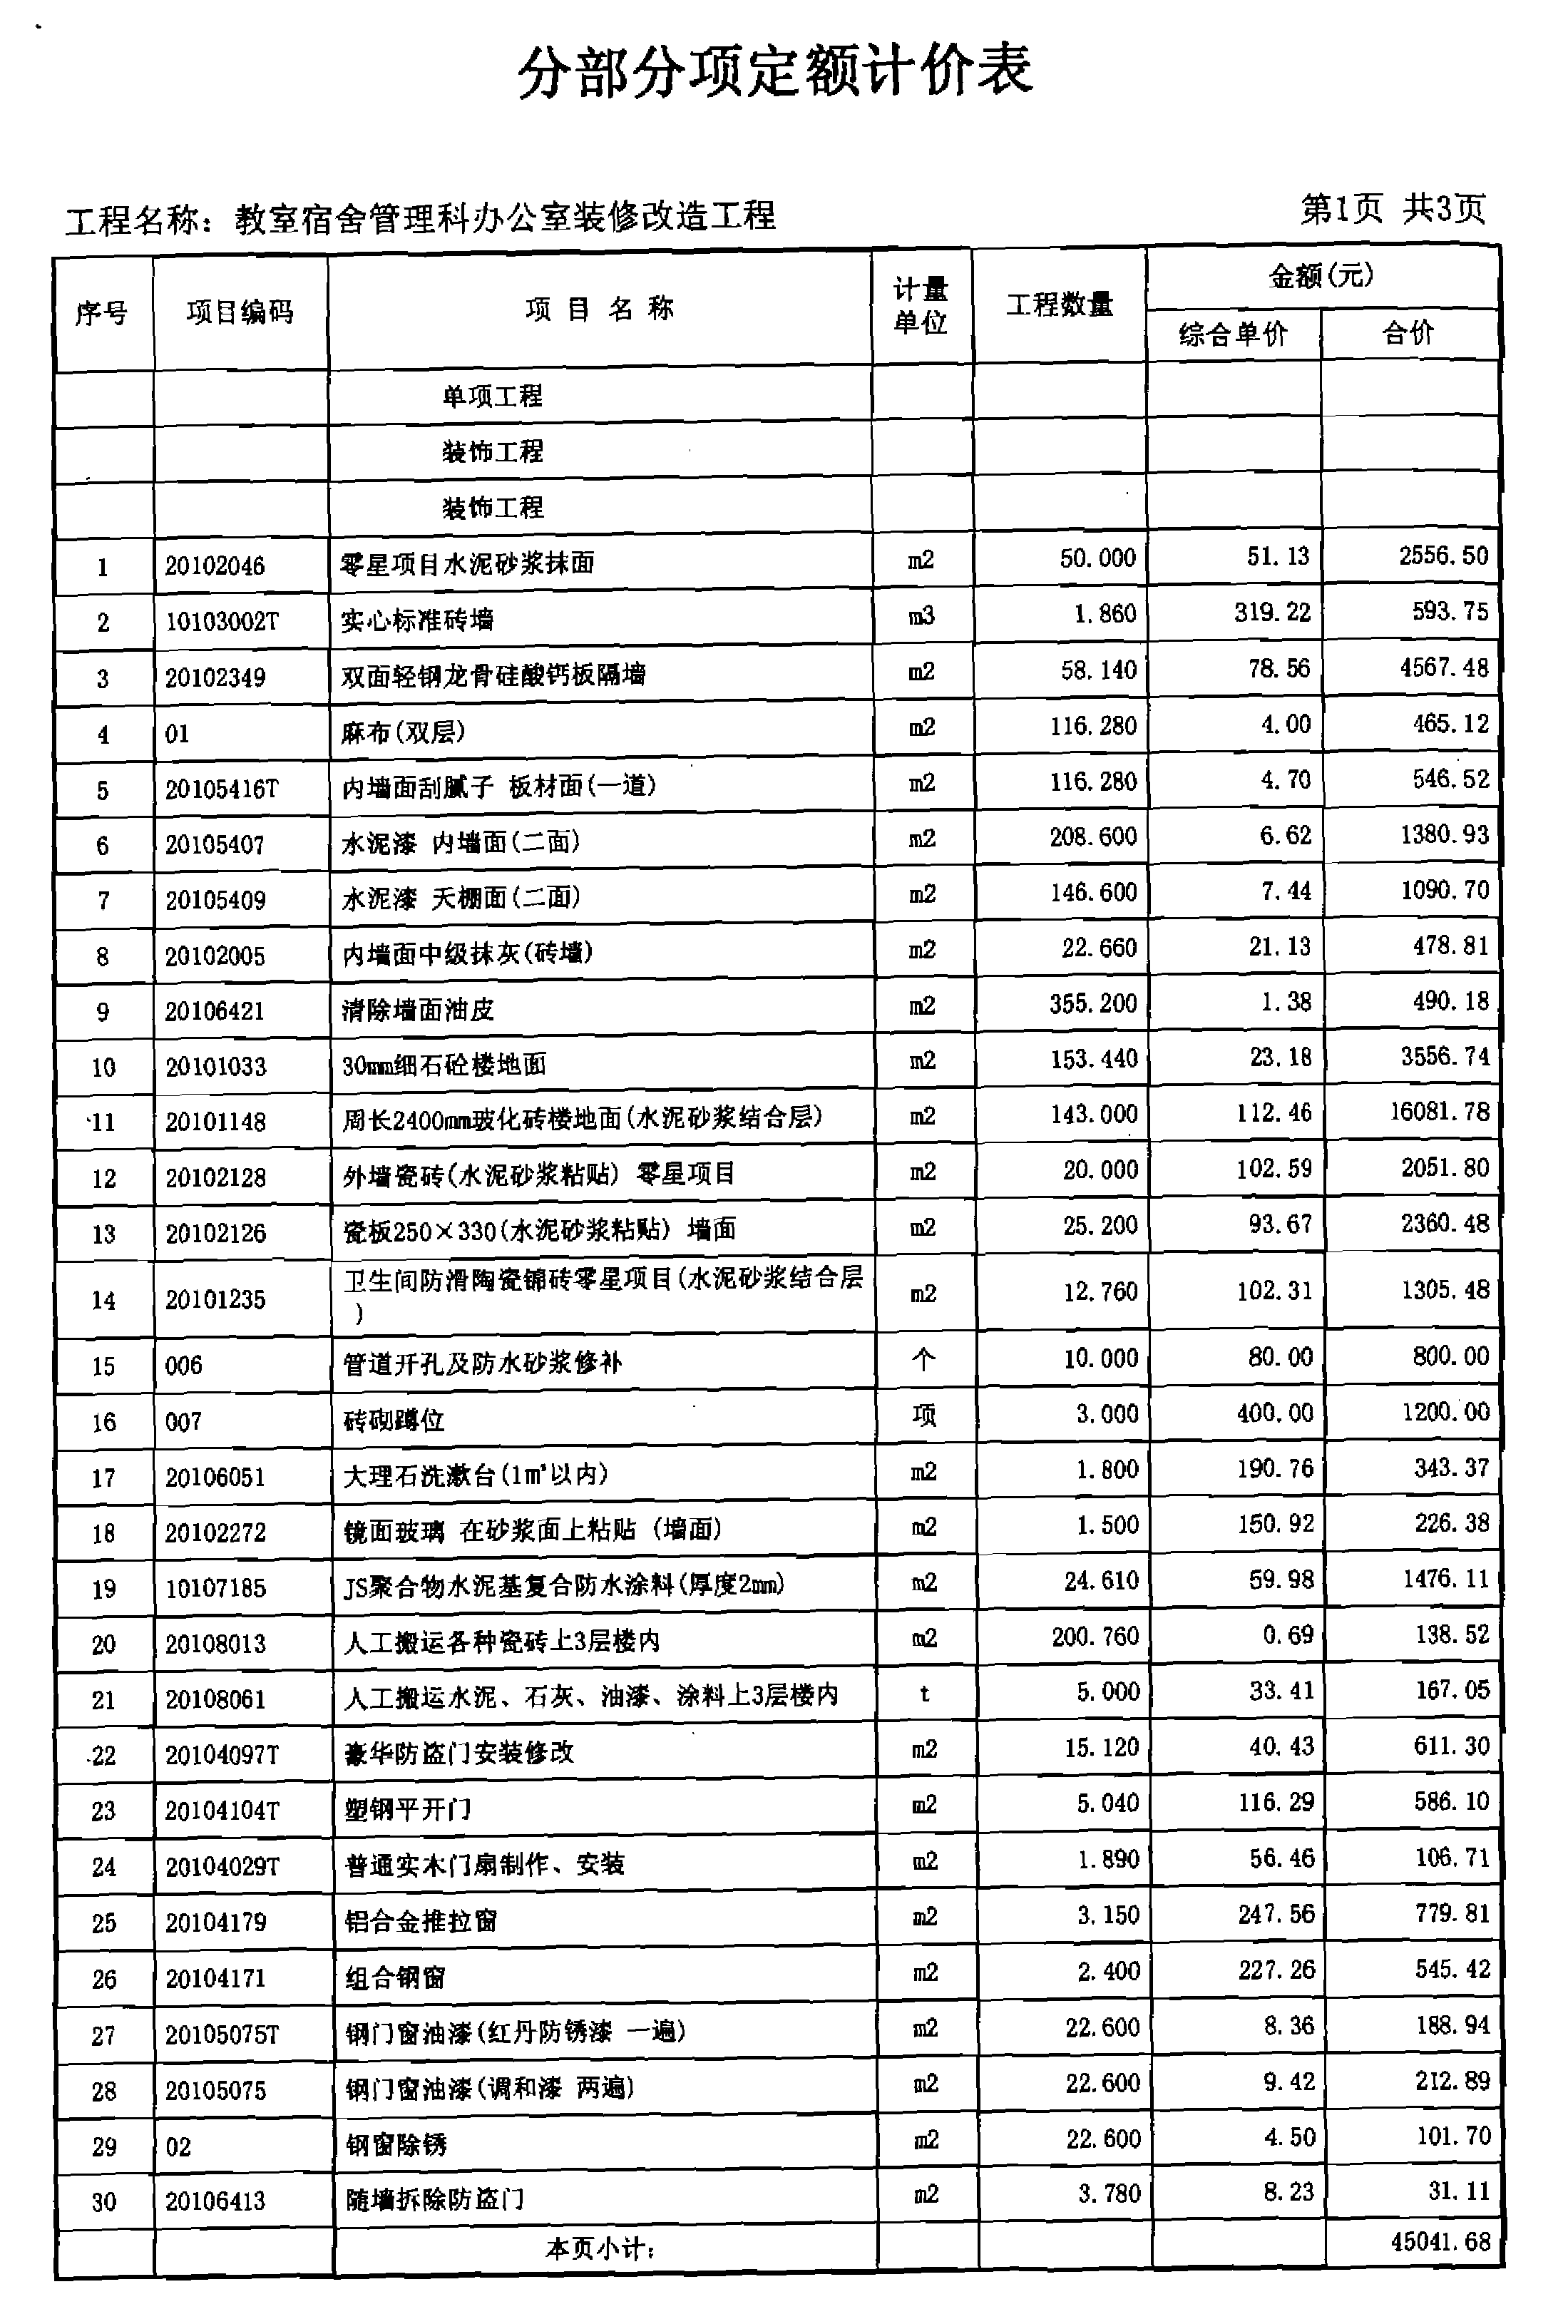 分部分项定额计价表
工程名称：教室宿舍管理科办公室装修改造工程 第1页 共3页
序号 项目编码 项 目 名 称 计量单位 工程数量 金额(元)
综合单价 合价
单项工程
装饰工程
装饰工程
1 20102046 零星项目水泥砂浆抹面 m2 50.000 51.13 2556.50
2 10103002T 实心标准砖墙 m3 1.860 319.22 593.75
3 20102349 双面轻钢龙骨硅酸钙板隔墙 m2 58.140 78.56 4567.48
4 01 麻布(双层) m2 116.280 4.00 465.12
5 20105416T 内墙面刮腻子 板材面(一道) m2 116.280 4.70 546.52
6 20105407 水泥漆 内墙面(二面) m2 208.600 6.62 1380.93
7 20105409 水泥漆 天棚面(二面) m2 146.600 7.44 1090.70
8 20102005 内墙面中级抹灰(砖墙) m2 22.660 21.13 478.81
9 20106421 清除墙面油皮 m2 355.200 1.38 490.18
10 20101033 30mm细石砼楼地面 m2 153.440 23.18 3556.74
11 20101148 周长2400mm玻化砖楼地面(水泥砂浆结合层) m2 143.000 112.46 16081.78
12 20102128 外墙瓷砖(水泥砂浆粘贴) 零星项目 m2 20.000 102.59 2051.80
13 20102126 瓷板250×330(水泥砂浆粘贴) 墙面 m2 25.200 93.67 2360.48
14 20101235 卫生间防滑陶瓷锦砖零星项目(水泥砂浆结合层
) m2 12.760 102.31 1305.48
15 006 管道开孔及防水砂浆修补 个 10.000 80.00 800.00
16 007 砖砌蹲位 项 3.000 400.00 1200.00
17 20106051 大理石洗漱台(1m²以内) m2 1.800 190.76 343.37
18 20102272 镜面玻璃 在砂浆面上粘贴 (墙面) m2 1.500 150.92 226.38
19 10107185 JS聚合物水泥基复合防水涂料(厚度2mm) m2 24.610 59.98 1476.11
20 20108013 人工搬运各种瓷砖上3层楼内 m2 200.760 0.69 138.52
21 20108061 人工搬运水泥、石灰、油漆、涂料上3层楼内 t 5.000 33.41 167.05
22 20104097T 豪华防盗门安装修改 m2 15.120 40.43 611.30
23 20104104T 塑钢平开门 m2 5.040 116.29 586.10
24 20104029T 普通实木门扇制作、安装 m2 1.890 56.46 106.71
25 20104179 铝合金推拉窗 m2 3.150 247.56 779.81
26 20104171 组合钢窗 m2 2.400 227.26 545.42
27 20105075T 钢门窗油漆(红丹防锈漆 一遍) m2 22.600 8.36 188.94
28 20105075 钢门窗油漆(调和漆 两遍) m2 22.600 9.42 212.89
29 02 钢窗除锈 m2 22.600 4.50 101.70
30 20106413 随墙拆除防盗门 m2 3.780 8.23 31.11
本页小计： 45041.68